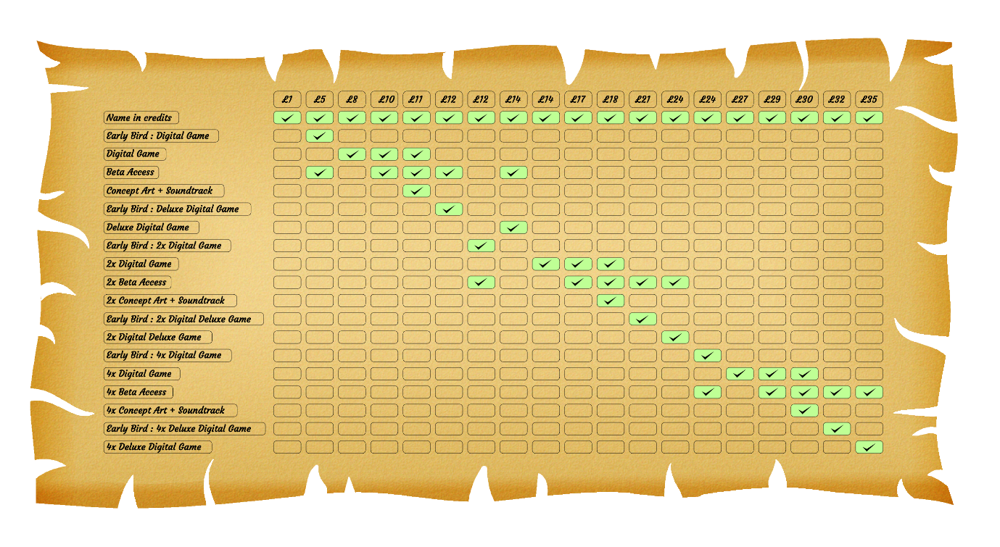 £1 £5 £8 £10 £11 £12 £12 £14 £14 £17 £18 £21 £24 £24 £27 £29 £30 £32 £35
Name in credits
Early Bird : Digital Game
Digital Game
Beta Access
Concept Art + Soundtrack
Early Bird : Deluxe Digital Game
Deluxe Digital Game
Early Bird : 2x Digital Game
2x Digital Game
2x Beta Access
2x Concept Art + Soundtrack
Early Bird : 2x Digital Deluxe Game
2x Digital Deluxe Game
Early Bird : 4x Digital Game
4x Digital Game
4x Beta Access
4x Concept Art + Soundtrack
Early Bird : 4x Deluxe Digital Game
4x Deluxe Digital Game